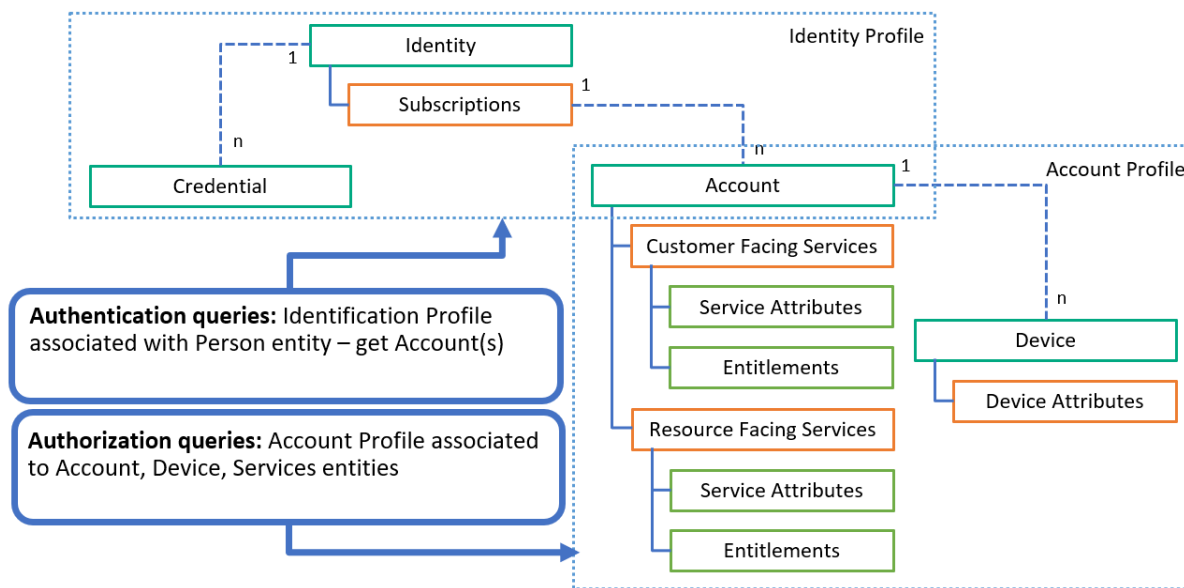 Identity Profile
Identity
1
Subscriptions
1
n
n
Credential
Account
1
Account Profile
Customer Facing Services
Service Attributes
Entitlements
n
Device
Device Attributes
Resource Facing Services
Service Attributes
Entitlements
Authentication queries: Identification Profile
associated with Person entity – get Account(s)
Authorization queries: Account Profile associated
to Account, Device, Services entities